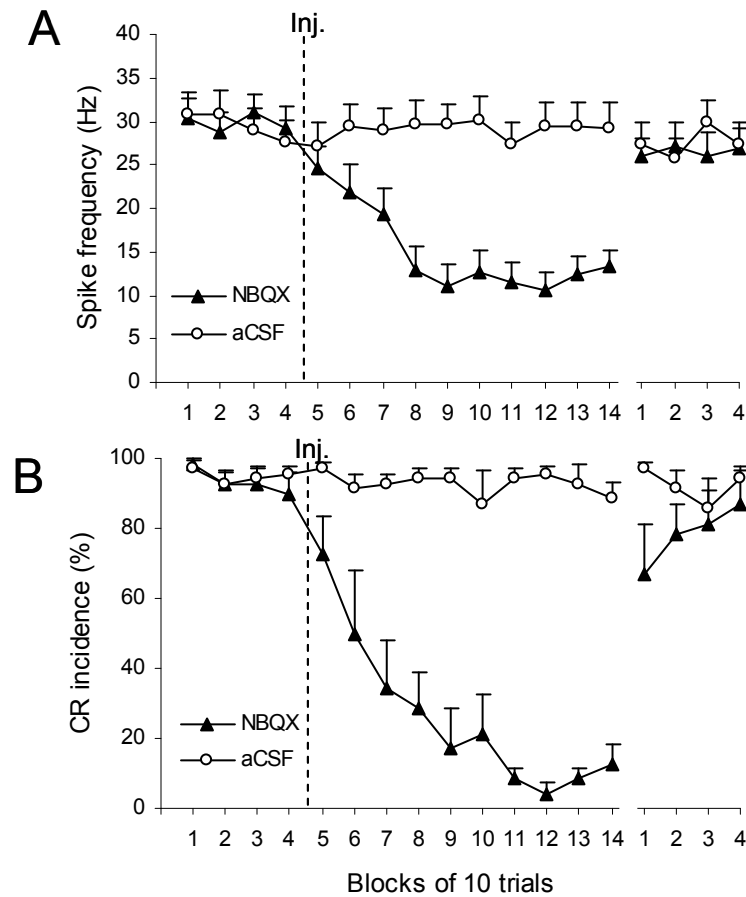 A
Inj.
Spike frequency (Hz)
40
35
30
25
20
15
10
5
0
NBQX
aCSF
1 2 3 4 5 6 7 8 9 10 11 12 13 14 1 2 3 4
B
Inj.
CR incidence (%)
100
80
60
40
20
0
NBQX
aCSF
1 2 3 4 5 6 7 8 9 10 11 12 13 14 1 2 3 4
Blocks of 10 trials